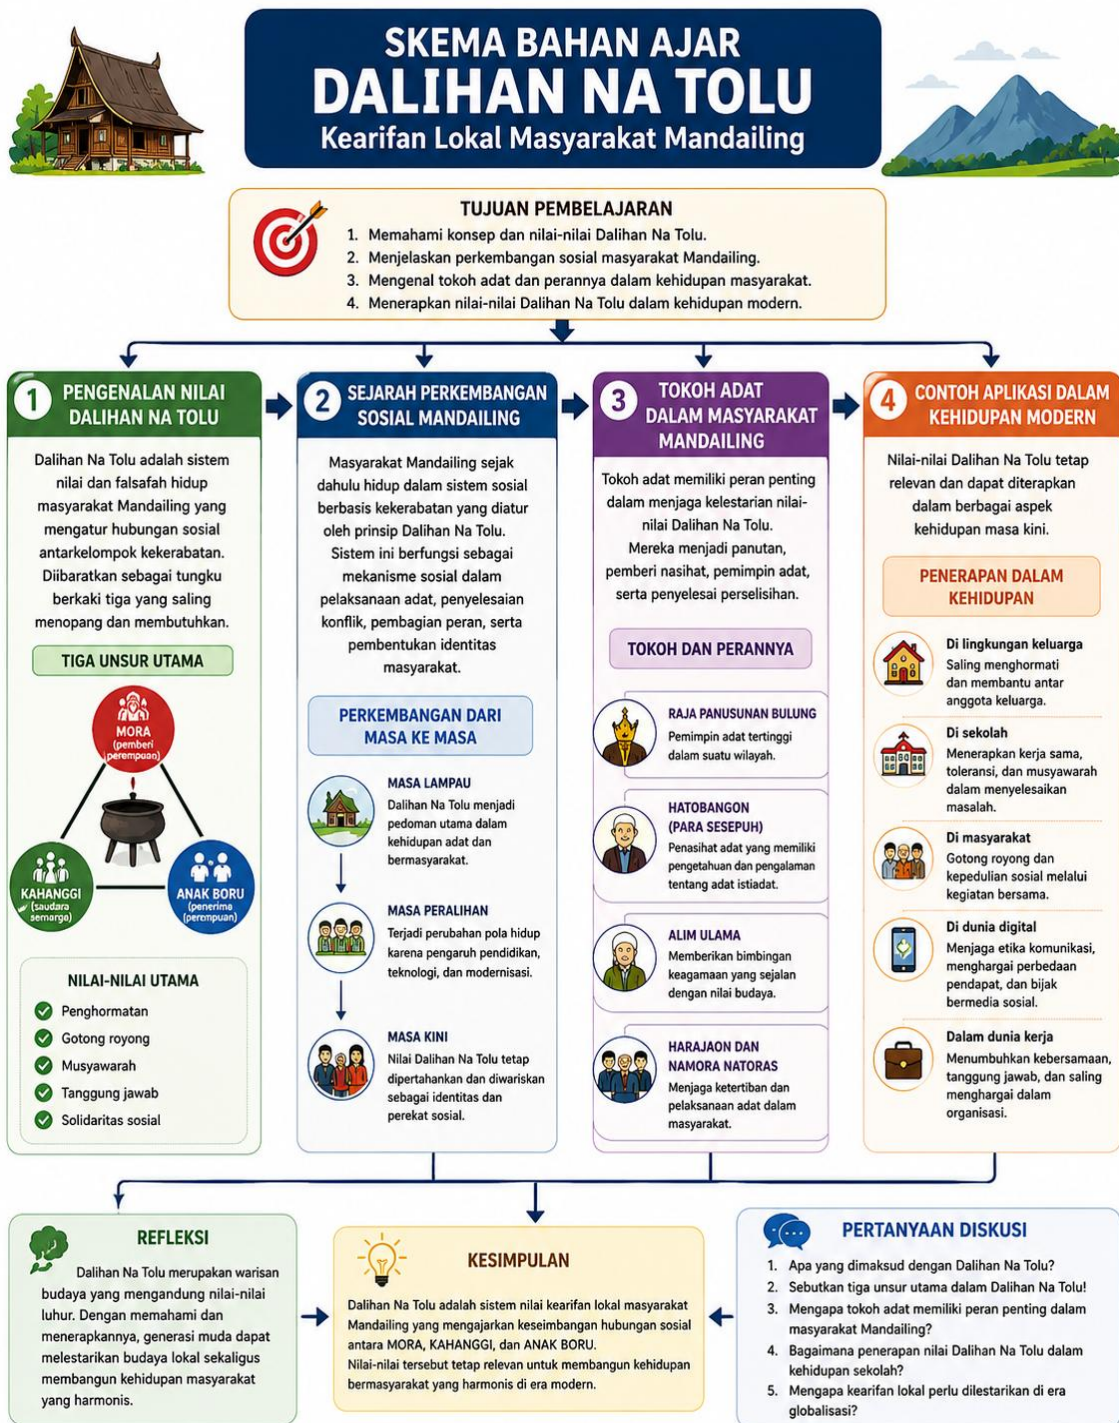 SKEMA BAHAN AJAR
DALIHAN NA TOLU
Kearifan Lokal Masyarakat Mandailing
TUJUAN PEMBELAJARAN
1. Memahami konsep dan nilai-nilai Dalihan Na Tolu.
2. Menjelaskan perkembangan sosial masyarakat Mandailing.
3. Mengenal tokoh adat dan perannya dalam kehidupan masyarakat.
4. Menerapkan nilai-nilai Dalihan Na Tolu dalam kehidupan modern.
1
PENGENALAN NILAI
DALIHAN NA TOLU
Dalihan Na Tolu adalah sistem
nilai dan falsafah hidup
masyarakat Mandailing yang
mengatur hubungan sosial
antarkelompok kekerabatan.
Diibaratkan sebagai tungku
berkaki tiga yang saling
menopang dan membutuhkan.
TIGA UNSUR UTAMA
MORA
(pemberi
perempuan)
KAHANGGI
(saudara
semarga)
ANAK BORU
(penerima
(perempuan)
NILAI-NILAI UTAMA
Penghormatan
Gotong royong
Musyawarah
Tanggung jawab
Solidaritas sosial
2
SEJARAH PERKEMBANGAN
SOSIAL MANDAILING
Masyarakat Mandailing sejak
dahulu hidup dalam sistem sosial
berbasis kekerabatan yang diatur
oleh prinsip Dalihan Na Tolu.
Sistem ini berfungsi sebagai
mekanisme sosial dalam
pelaksanaan adat, penyelesaian
konflik, pembagian peran, serta
pembentukan identitas
masyarakat.
PERKEMBANGAN DARI
MASA KE MASA
MASA LAMPAU
Dalihan Na Tolu menjadi
pedoman utama dalam
kehidupan adat dan
bermasyarakat.
MASA PERALIHAN
Terjadi perubahan pola hidup
karena pengaruh pendidikan,
teknologi, dan modernisasi.
MASA KINI
Nilai Dalihan Na Tolu tetap
dipertahankan dan diwariskan
sebagai identitas dan
perekat sosial.
3
TOKOH ADAT
DALAM MASYARAKAT
MANDAILING
Tokoh adat memiliki peran penting
dalam menjaga kelestarian nilai-
nilai Dalihan Na Tolu.
Mereka menjadi panutan,
pemberi nasihat, pemimpin adat,
serta penyelesai perselisihan.
TOKOH DAN PERANNYA
RAJA PANUSUNAN BULUNG
Pemimpin adat tertinggi
dalam suatu wilayah.
HATOBANGON
(PARA SESEPUH)
Penasihat adat yang memiliki
pengetahuan dan pengalaman
tentang adat istiadat.
ALIM ULAMA
Memberikan bimbingan
keagamaan yang sejalan
dengan nilai budaya.
HARAJAON DAN
NAMORA NATORAS
Menjaga ketertiban dan
pelaksanaan adat dalam
masyarakat.
4
CONTOH APLIKASI DALAM
KEHIDUPAN MODERN
Nilai-nilai Dalihan Na Tolu tetap
relevan dan dapat diterapkan
dalam berbagai aspek
kehidupan masa kini.
PENERAPAN DALAM
KEHIDUPAN
Di lingkungan keluarga
Saling menghormati
dan membantu antar
anggota keluarga.
Di sekolah
Menerapkan kerja sama,
toleransi, dan musyawarah
dalam menyelesaikan
masalah.
Di masyarakat
Gotong royong dan
kepedulian sosial melalui
kegiatan bersama.
Di dunia digital
Menjaga etika komunikasi,
menghargai perbedaan
pendapat, dan bijak
bermedia sosial.
Dalam dunia kerja
Menumbuhkan kebersamaan,
tanggung jawab, dan saling
menghargai dalam
organisasi.
REFLEKSI
Dalihan Na Tolu merupakan warisan
budaya yang mengandung nilai-nilai
luhur. Dengan memahami dan
menerapkannya, generasi muda dapat
melestarikan budaya lokal sekaligus
membangun kehidupan masyarakat
yang harmonis.
KESIMPULAN
Dalihan Na Tolu adalah sistem nilai kearifan lokal masyarakat
Mandailing yang mengajarkan keseimbangan hubungan sosial
antara MORA, KAHANGGI, dan ANAK BORU.
Nilai-nilai tersebut tetap relevan untuk membangun kehidupan
bermasyarakat yang harmonis di era modern.
PERTANYAAN DISKUSI
1. Apa yang dimaksud dengan Dalihan Na Tolu?
2. Sebutkan tiga unsur utama dalam Dalihan Na Tolu!
3. Mengapa tokoh adat memiliki peran penting dalam
masyarakat Mandailing?
4. Bagaimana penerapan nilai Dalihan Na Tolu dalam
kehidupan sekolah?
5. Mengapa kearifan lokal perlu dilestarikan di era
globalisasi?